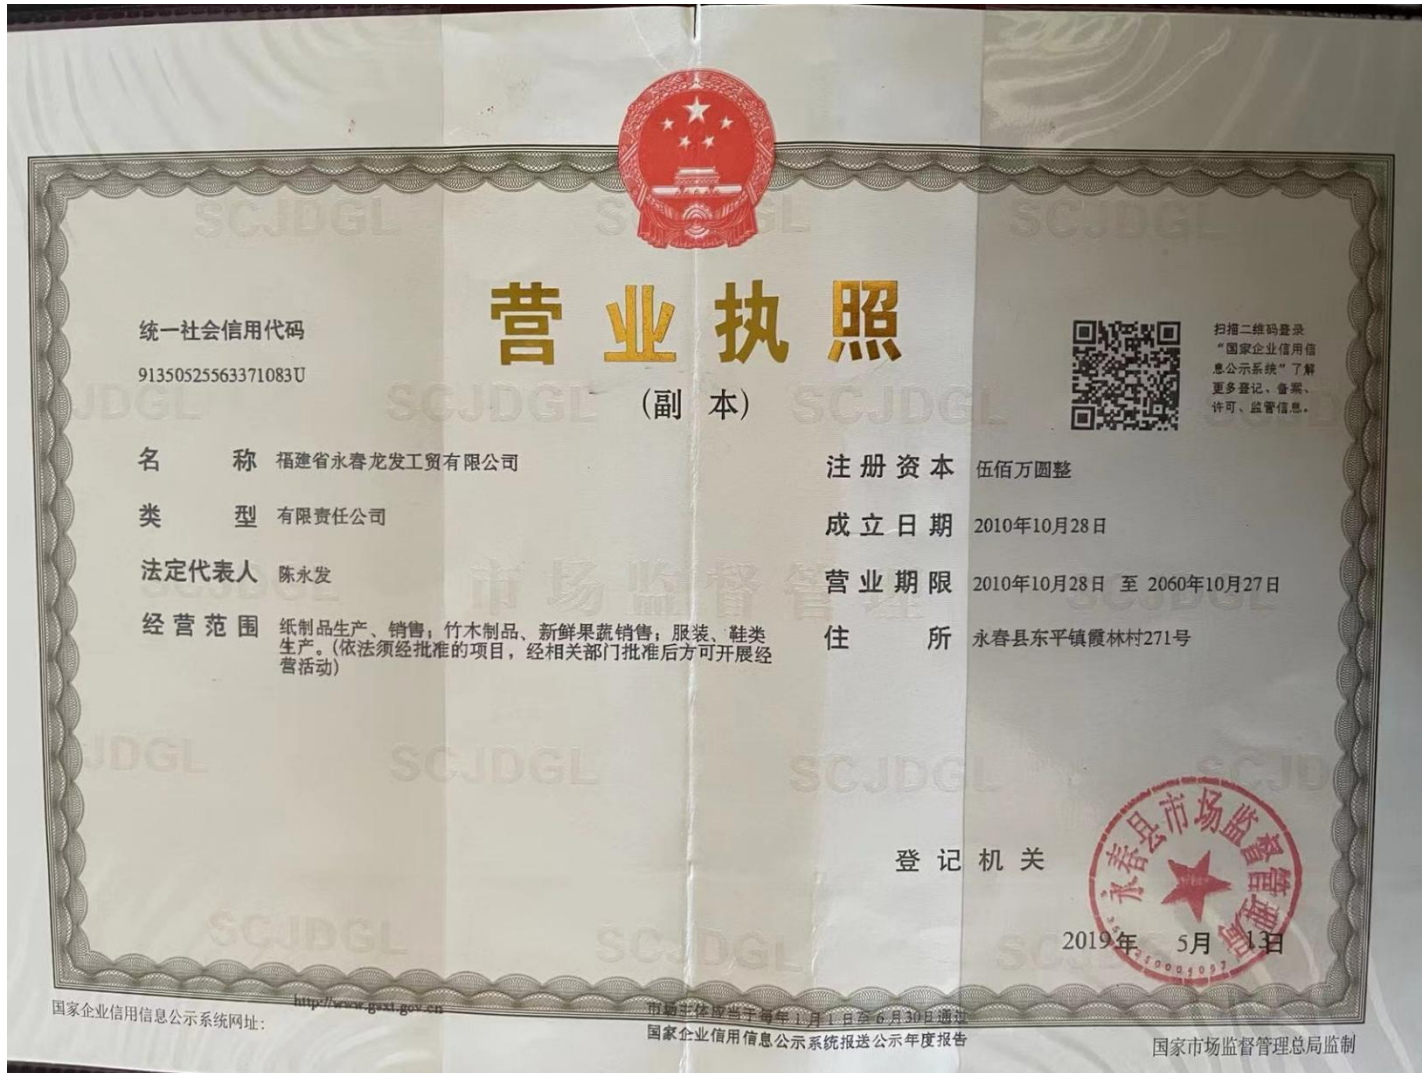 营业执照
(副 本)
统一社会信用代码
91350525563371083U
扫描二维码登录
“国家企业信用信
息公示系统”了解
更多登记、备案、
许可、监管信息。
名 称 福建省永春龙发工贸有限公司
类 型 有限责任公司
法定代表人 陈永发
经营范围 纸制品生产、销售；竹木制品、新鲜果蔬销售；服装、鞋类
生产。(依法须经批准的项目，经相关部门批准后方可开展经
营活动)
注册资本 伍佰万圆整
成立日期 2010年10月28日
营业期限 2010年10月28日 至 2060年10月27日
住 所 永春县东平镇霞林村271号
登记机关
永春县市场监督管理局
2019年 5月 13日
国家企业信用信息公示系统网址：
http://www.gsxt.gov.cn
市场主体应当于每年1月1日至6月30日通过
国家企业信用信息公示系统报送公示年度报告
国家市场监督管理总局监制
SCJDGL
市场监督管理